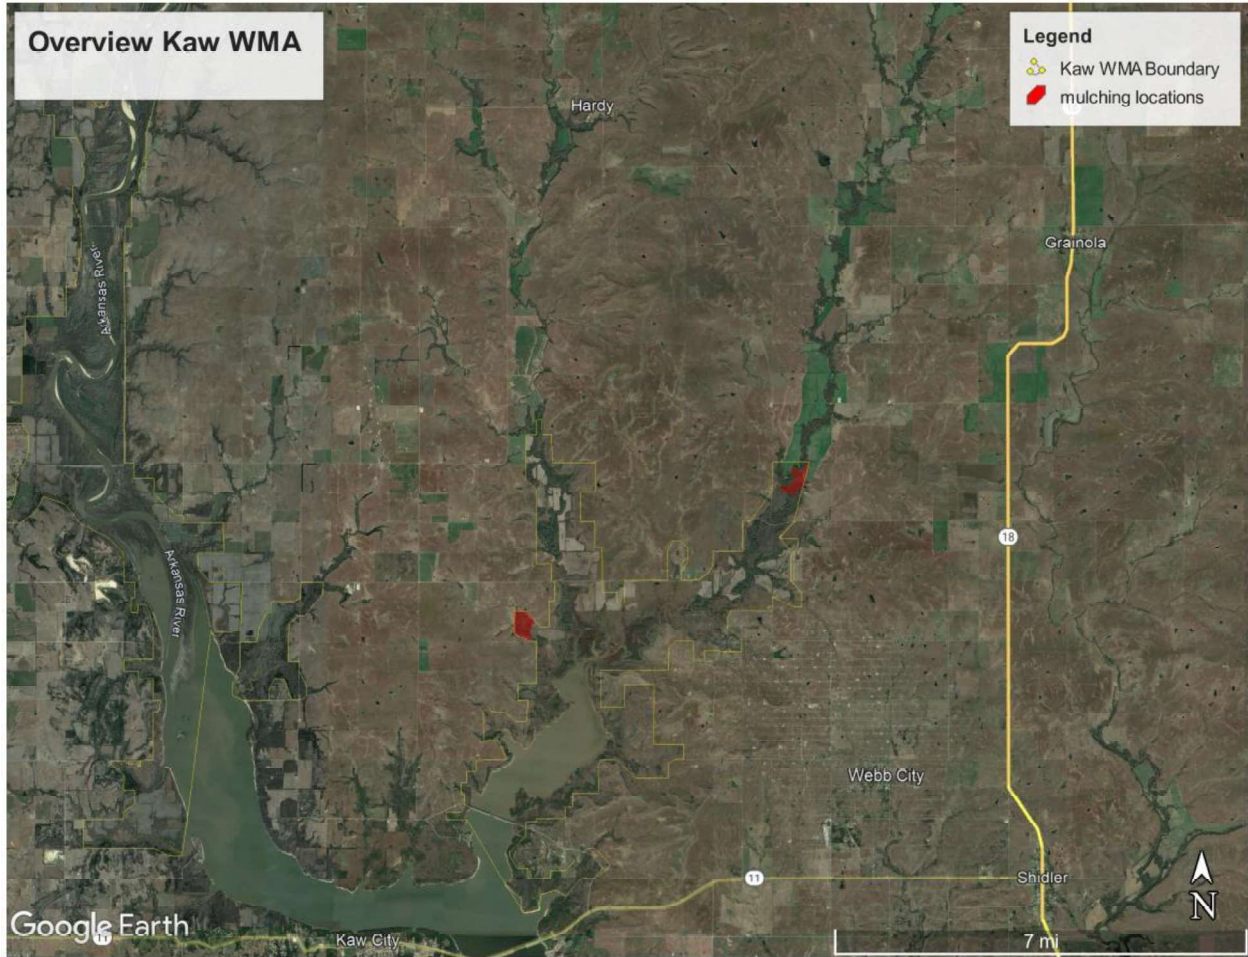 Overview Kaw WMA
Legend
Kaw WMA Boundary
mulching locations
Hardy
Grainola
Arkansas River
18
Arkansas River
Webb City
11
Shidler
N
Google Earth
11
Kaw City
7 mi